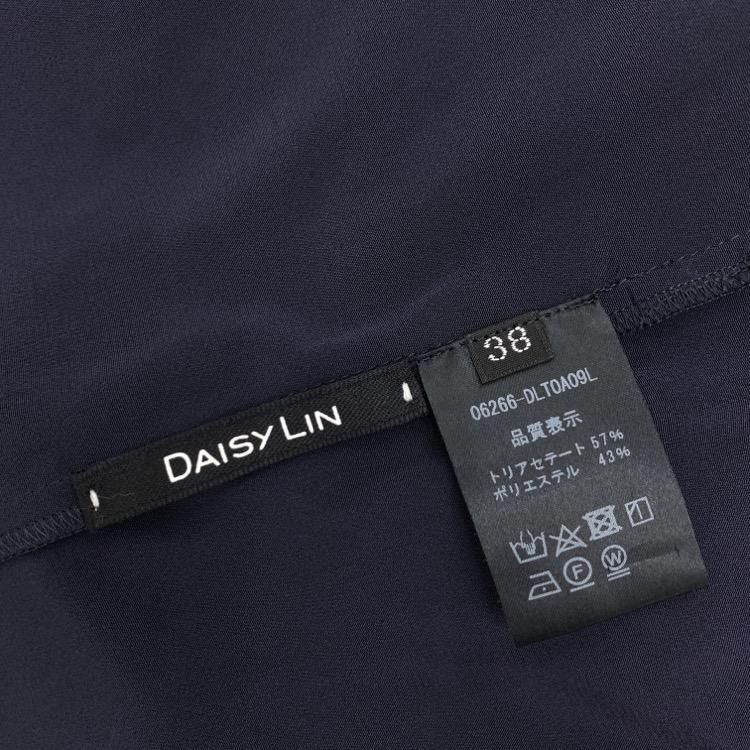 DAISY LIN
38
06266-DLT0A09L
品質表示
トリアセテート 57%
ポリエステル 43%
F
W